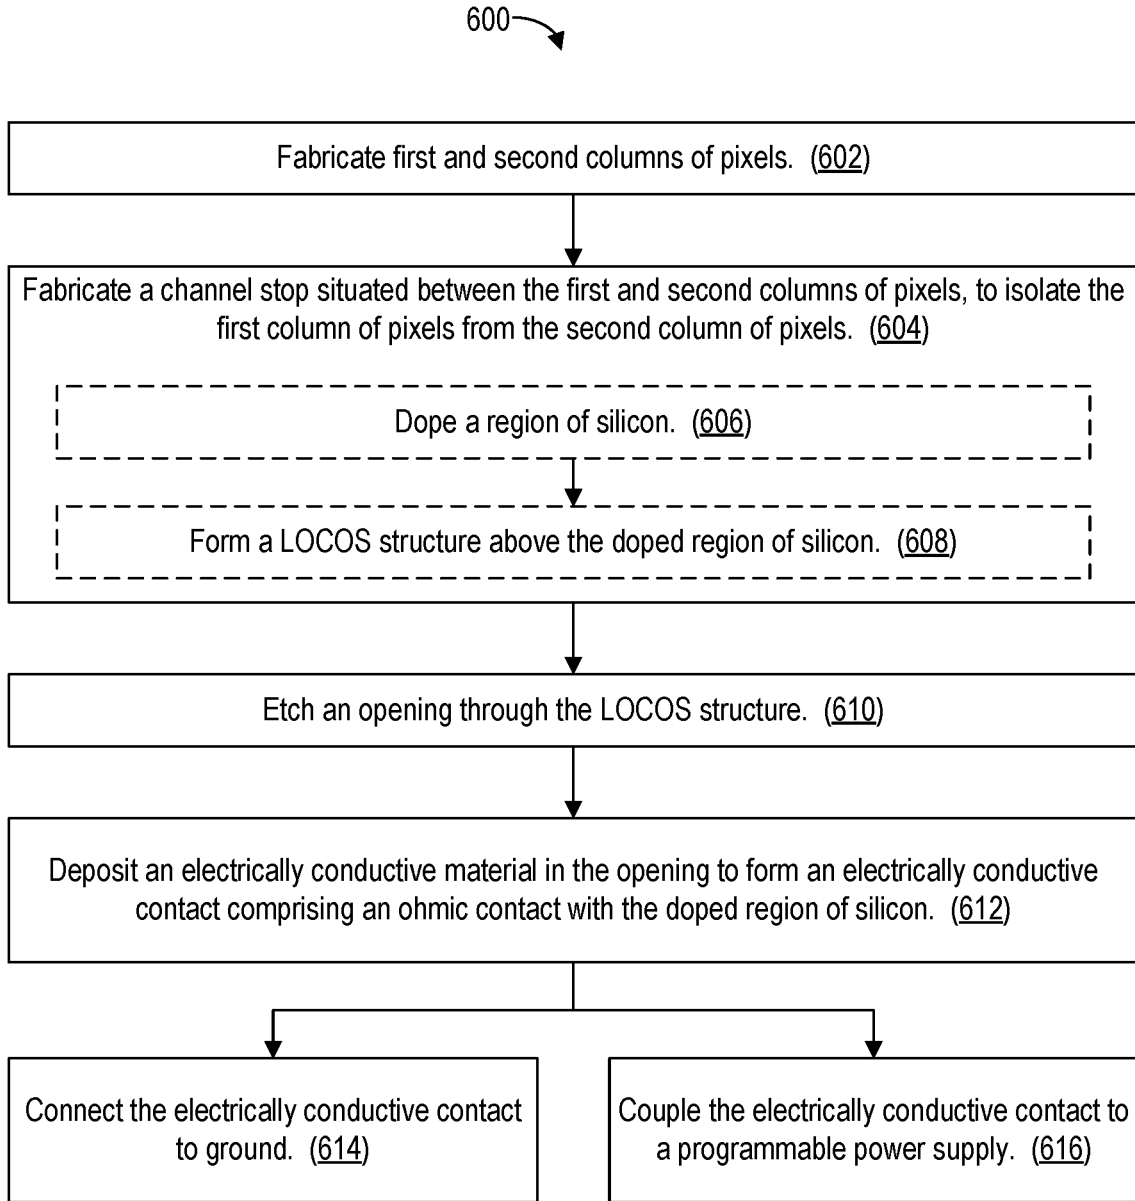 600
Fabricate first and second columns of pixels. (602)
Fabricate a channel stop situated between the first and second columns of pixels, to isolate the
first column of pixels from the second column of pixels. (604)
Dope a region of silicon. (606)
Form a LOCOS structure above the doped region of silicon. (608)
Etch an opening through the LOCOS structure. (610)
Deposit an electrically conductive material in the opening to form an electrically conductive
contact comprising an ohmic contact with the doped region of silicon. (612)
Connect the electrically conductive contact
to ground. (614)
Couple the electrically conductive contact to
a programmable power supply. (616)